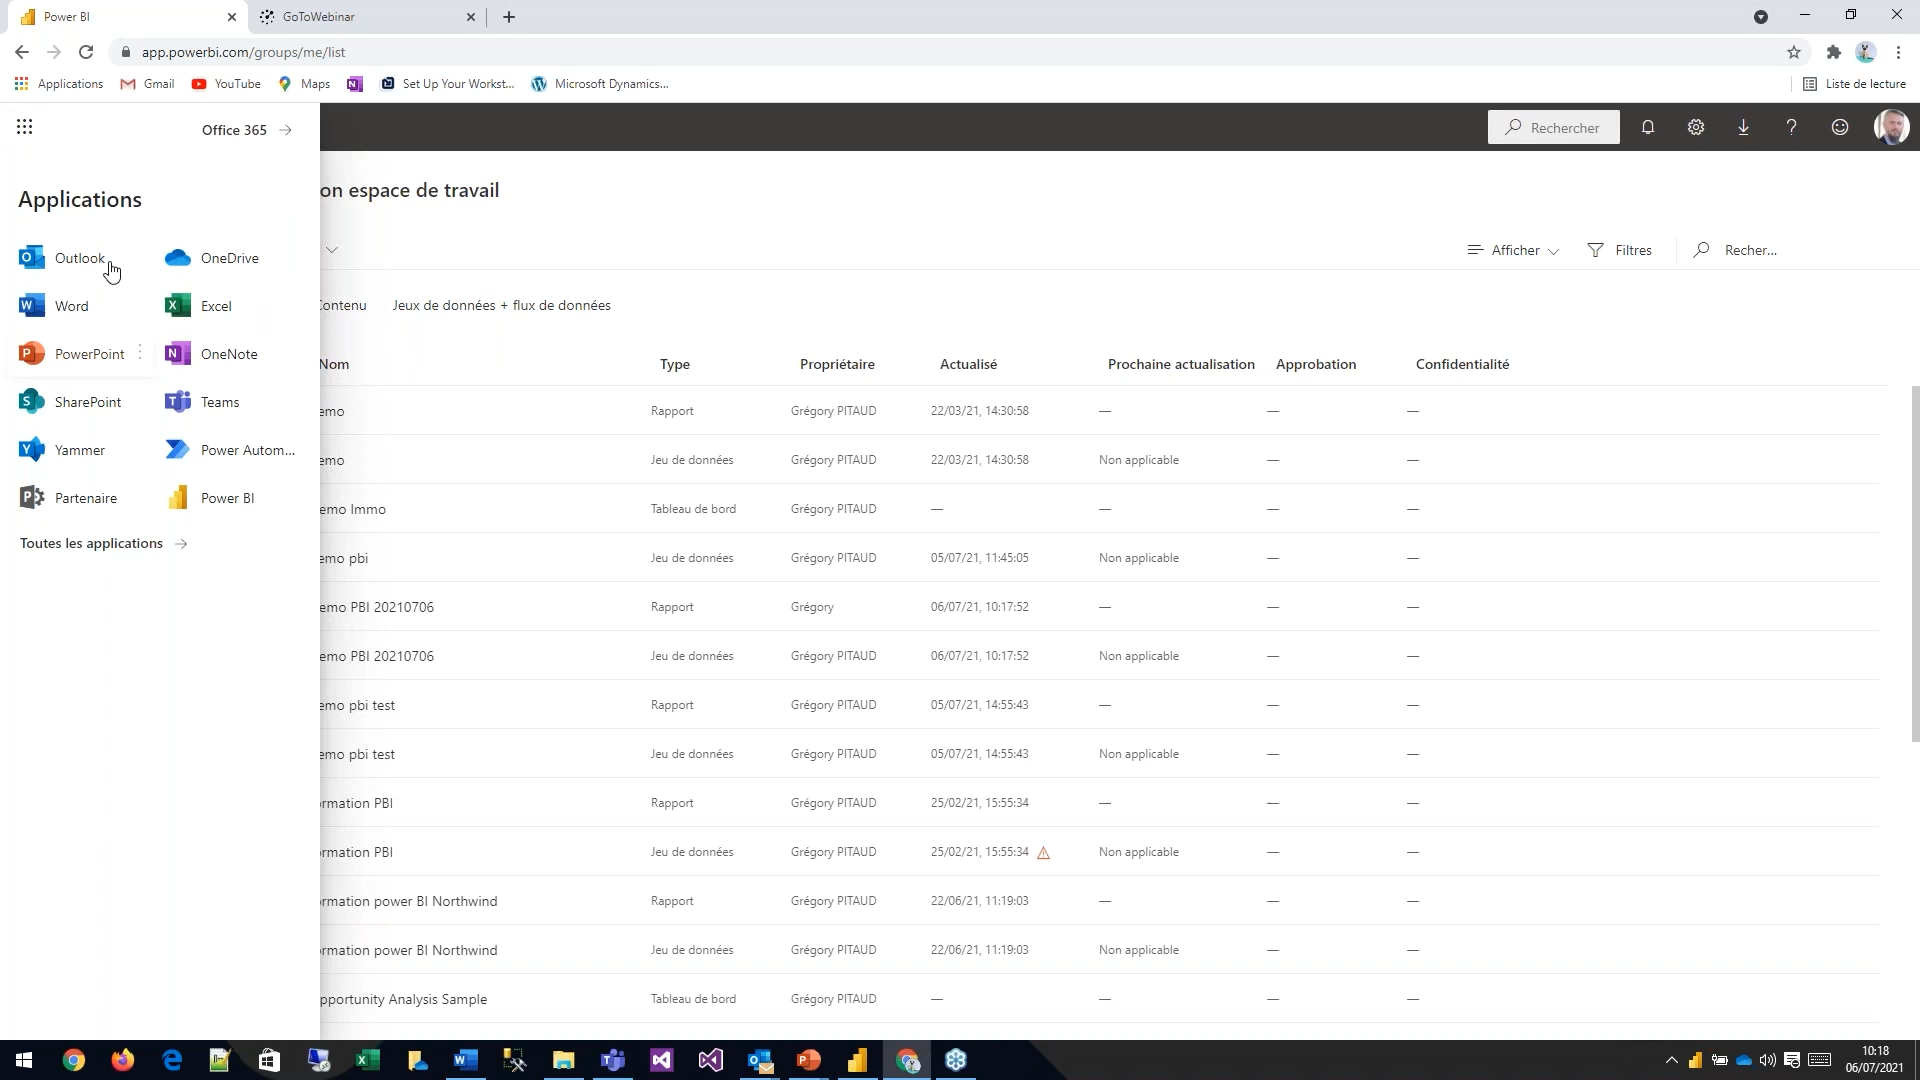 Power BI
GoToWebinar
app.powerbi.com/groups/me/list
Applications Gmail YouTube Maps Set Up Your Workst... Microsoft Dynamics... Liste de lecture
Office 365
Rechercher
Applications
Outlook OneDrive
Word Excel
PowerPoint OneNote
SharePoint Teams
Yammer Power Autom...
Partenaire Power BI
Toutes les applications
on espace de travail
Afficher Filtres Recher...
ontenu Jeux de données + flux de données
Nom Type Propriétaire Actualisé Prochaine actualisation Approbation Confidentialité
emo Rapport Grégory PITAUD 22/03/21, 14:30:58 — — —
emo Jeu de données Grégory PITAUD 22/03/21, 14:30:58 Non applicable — —
emo Immo Tableau de bord Grégory PITAUD — — — —
emo pbi Jeu de données Grégory PITAUD 05/07/21, 11:45:05 Non applicable — —
emo PBI 20210706 Rapport Grégory 06/07/21, 10:17:52 — — —
emo PBI 20210706 Jeu de données Grégory PITAUD 06/07/21, 10:17:52 Non applicable — —
emo pbi test Rapport Grégory PITAUD 05/07/21, 14:55:43 — — —
emo pbi test Jeu de données Grégory PITAUD 05/07/21, 14:55:43 Non applicable — —
ormation PBI Rapport Grégory PITAUD 25/02/21, 15:55:34 — — —
ormation PBI Jeu de données Grégory PITAUD 25/02/21, 15:55:34 Non applicable — —
ormation power BI Northwind Rapport Grégory PITAUD 22/06/21, 11:19:03 — — —
ormation power BI Northwind Jeu de données Grégory PITAUD 22/06/21, 11:19:03 Non applicable — —
pportunity Analysis Sample Tableau de bord Grégory PITAUD — — — —
10:18
06/07/2021